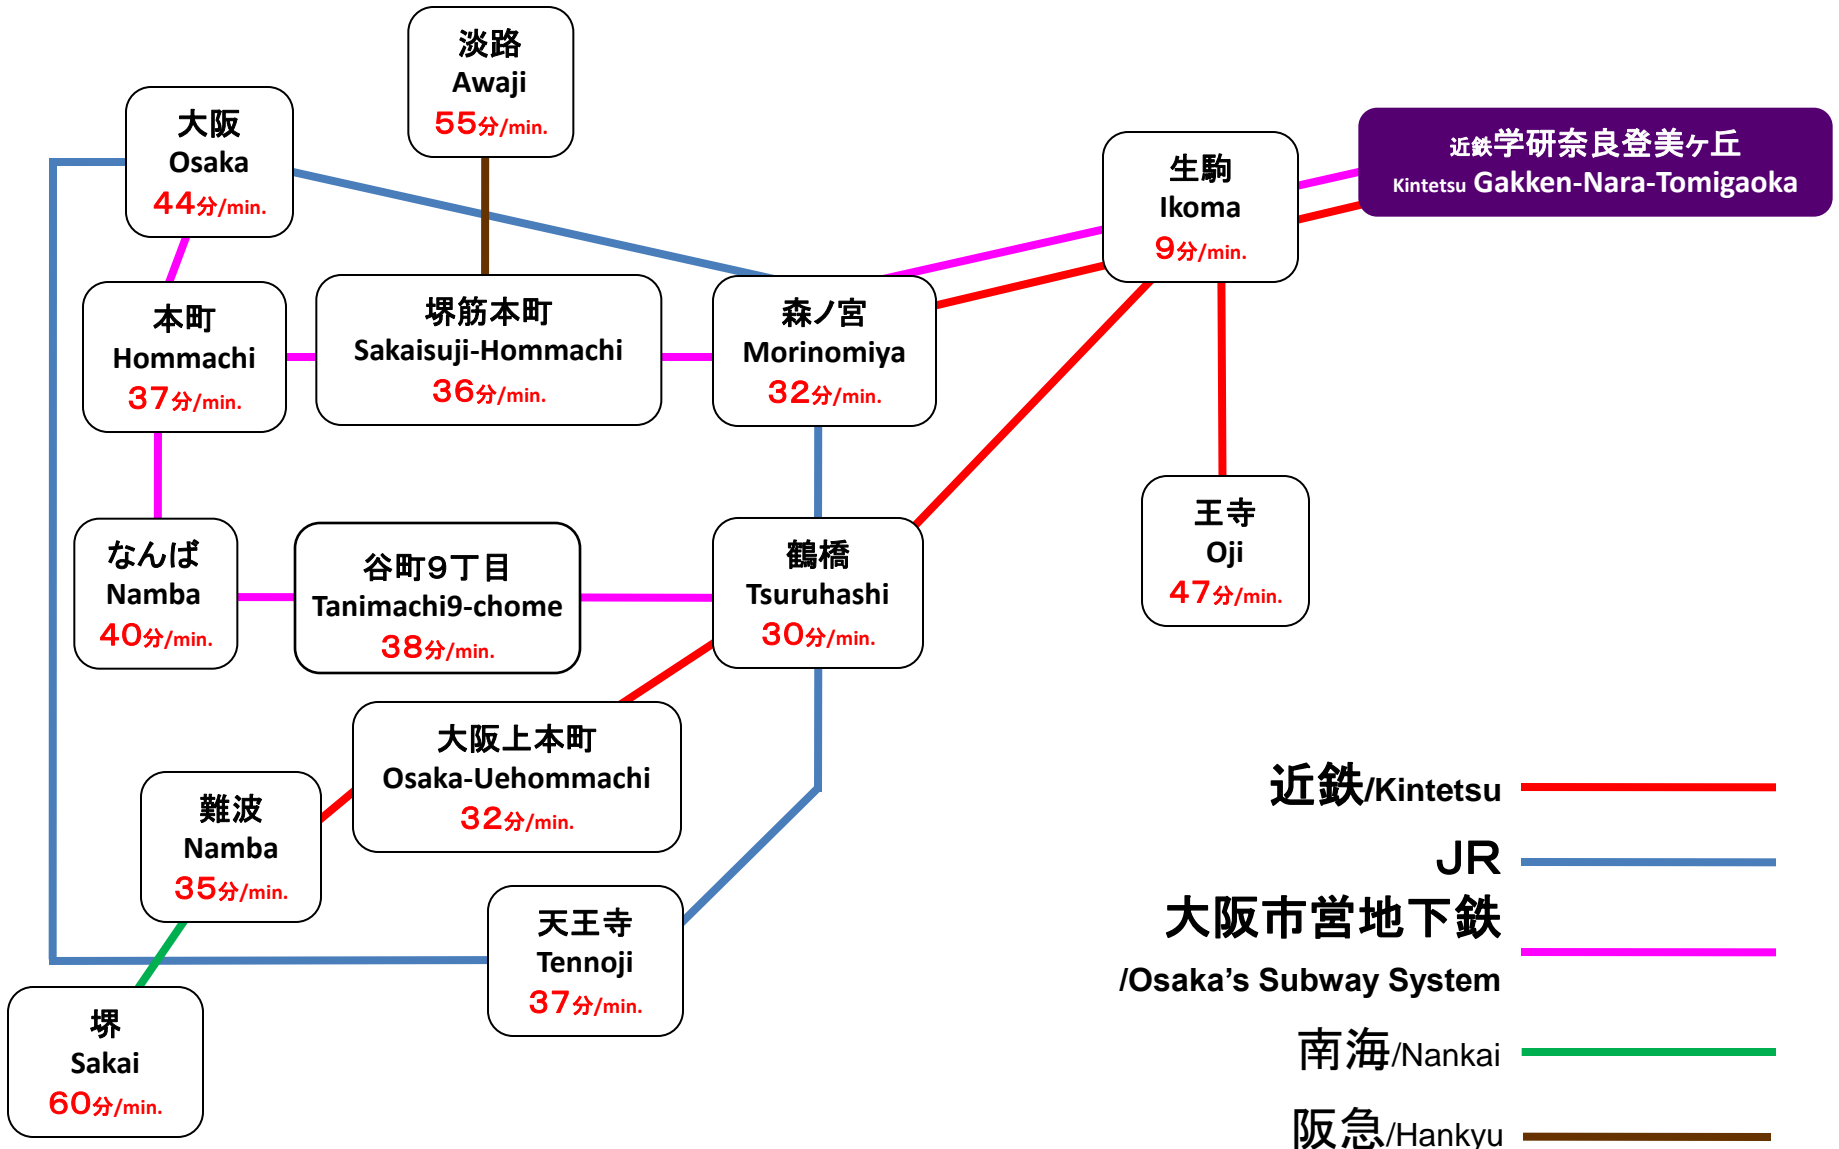 淡路
Awaji
55分/min.
大阪
Osaka
44分/min.
生駒
Ikoma
9分/min.
近鉄学研奈良登美ヶ丘
Kintetsu Gakken-Nara-Tomigaoka
本町
Hommachi
37分/min.
堺筋本町
Sakaisuji-Hommachi
36分/min.
森ノ宮
Morinomiya
32分/min.
なんば
Namba
40分/min.
谷町9丁目
Tanimachi9-chome
38分/min.
鶴橋
Tsuruhashi
30分/min.
王寺
Oji
47分/min.
大阪上本町
Osaka-Uehommachi
32分/min.
難波
Namba
35分/min.
天王寺
Tennoji
37分/min.
堺
Sakai
60分/min.
近鉄/Kintetsu
JR
大阪市営地下鉄
/Osaka's Subway System
南海/Nankai
阪急/Hankyu